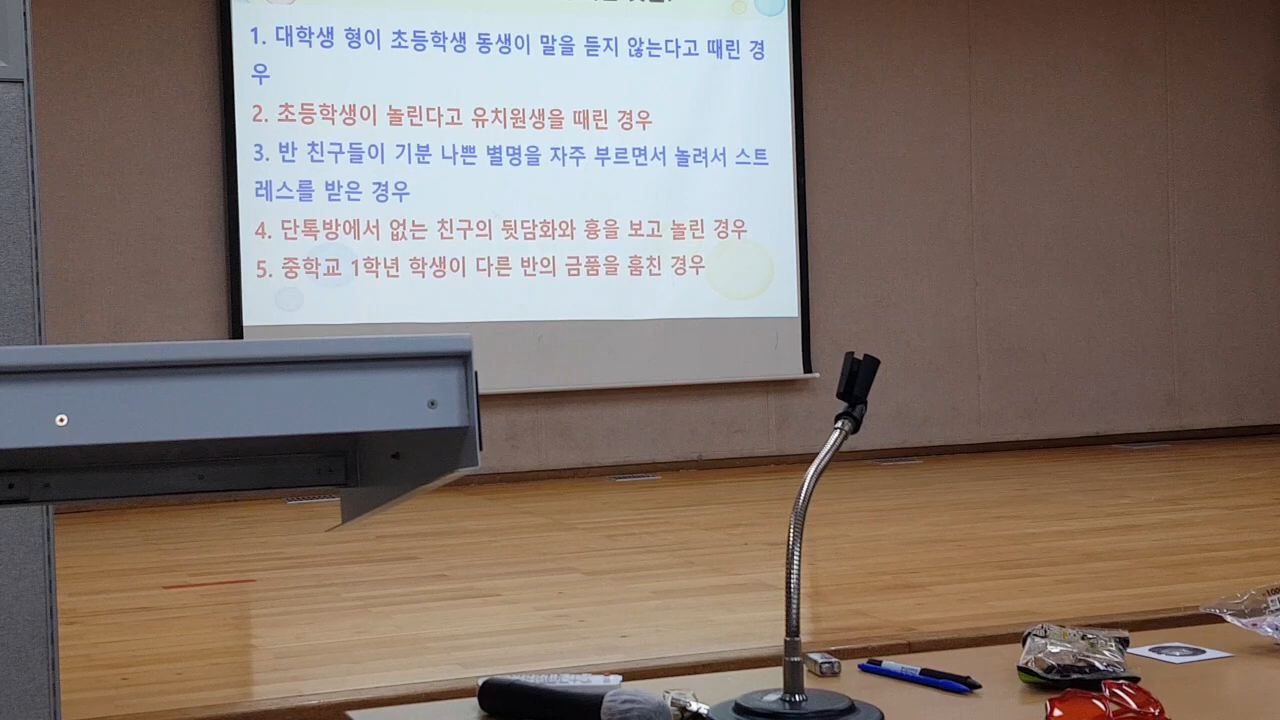 1. 대학생 형이 초등학생 동생이 말을 듣지 않는다고 때린 경
우
2. 초등학생이 놀린다고 유치원생을 때린 경우
3. 반 친구들이 기분 나쁜 별명을 자주 부르면서 놀려서 스트
레스를 받은 경우
4. 단톡방에서 없는 친구의 뒷담화와 흉을 보고 놀린 경우
5. 중학교 1학년 학생이 다른 반의 금품을 훔친 경우